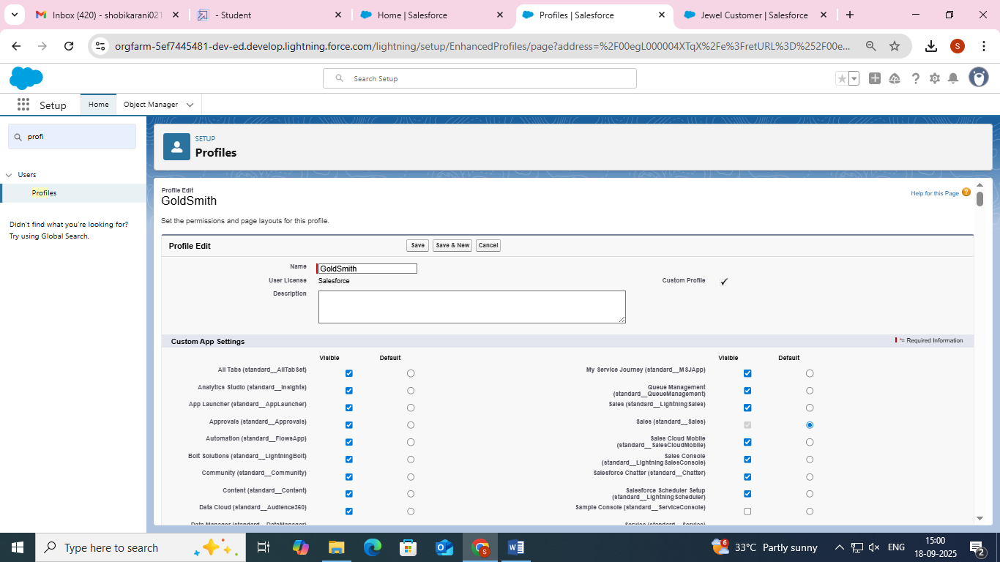 Inbox (420) - shobikarani021
- Student
Home | Salesforce
Profiles | Salesforce
Jewel Customer | Salesforce
orgfarm-5ef7445481-dev-ed.develop.lightning.force.com/lightning/setup/EnhancedProfiles/page?address=%2F00egL000004XTqX%2Fe%3FretURL%3D%252F00e...
S
Search Setup
Setup
Home
Object Manager
profi
Users
Profiles
Didn't find what you're looking for?
Try using Global Search.
SETUP
Profiles
Profile Edit
GoldSmith
Help for this Page
Set the permissions and page layouts for this profile.
Profile Edit
Save
Save & New
Cancel
Name
GoldSmith
User License
Salesforce
Custom Profile
Description
Custom App Settings
= Required Information
Visible Default
Visible Default
All Tabs (standard__AllTabSet)
My Service Journey (standard__MSJApp)
Analytics Studio (standard__Insights)
Queue Management
(standard__QueueManagement)
App Launcher (standard__AppLauncher)
Sales (standard__LightningSales)
Approvals (standard__Approvals)
Sales (standard__Sales)
Automation (standard__FlowsApp)
Sales Cloud Mobile
(standard__SalesCloudMobile)
Bolt Solutions (standard__LightningBolt)
Sales Console
(standard__LightningSalesConsole)
Community (standard__Community)
Salesforce Chatter (standard__Chatter)
Content (standard__Content)
Salesforce Scheduler Setup
(standard__LightningScheduler)
Data Cloud (standard__Audience360)
Sample Console (standard__ServiceConsole)
Data Manager (standard__DataManager)
Service (standard__Service)
Type here to search
6
33°C Partly sunny
ENG
15:00
18-09-2025
2